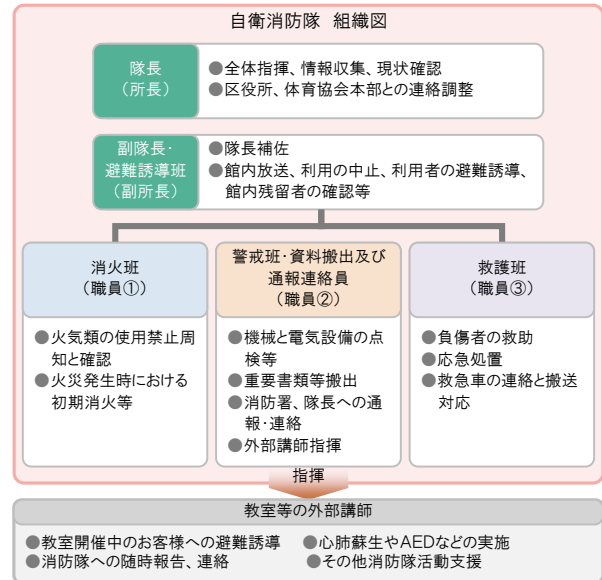 自衛消防隊 組織図
隊長
（所長）
●全体指揮、情報収集、現状確認
●区役所、体育協会本部との連絡調整
副隊長・
避難誘導班
（副所長）
●隊長補佐
●館内放送、利用の中止、利用者の避難誘導、
館内残留者の確認等
消火班
（職員①）
●火気類の使用禁止周
知と確認
●火災発生時における
初期消火等
警戒班・資料搬出及び
通報連絡員
（職員②）
●機械と電気設備の点
検等
●重要書類等搬出
●消防署、隊長への通
報・連絡
●外部講師指揮
救護班
（職員③）
●負傷者の救助
●応急処置
●救急車の連絡と搬送
対応
指揮
教室等の外部講師
●教室開催中のお客様への避難誘導
●心肺蘇生やAEDなどの実施
●消防隊への随時報告、連絡
●その他消防隊活動支援